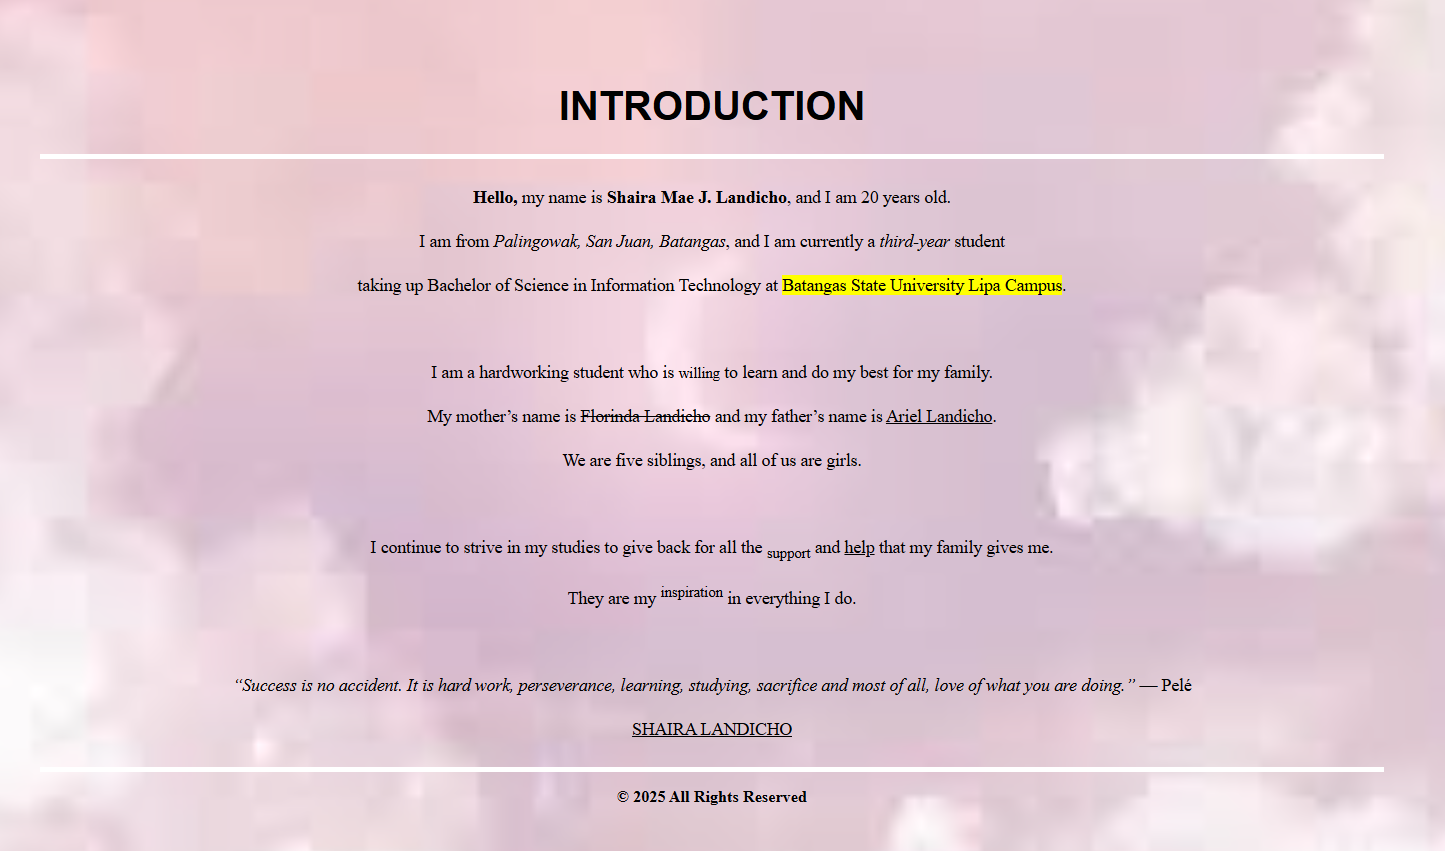 INTRODUCTION
Hello, my name is Shaira Mae J. Landicho, and I am 20 years old.
I am from Palingowak, San Juan, Batangas, and I am currently a third-year student
taking up Bachelor of Science in Information Technology at Batangas State University Lipa Campus.
I am a hardworking student who is willing to learn and do my best for my family.
My mother’s name is Florinda Landicho and my father’s name is Ariel Landicho.
We are five siblings, and all of us are girls.
I continue to strive in my studies to give back for all the support and help that my family gives me.
They are my inspiration in everything I do.
“Success is no accident. It is hard work, perseverance, learning, studying, sacrifice and most of all, love of what you are doing.” — Pelé
SHAIRA LANDICHO
© 2025 All Rights Reserved